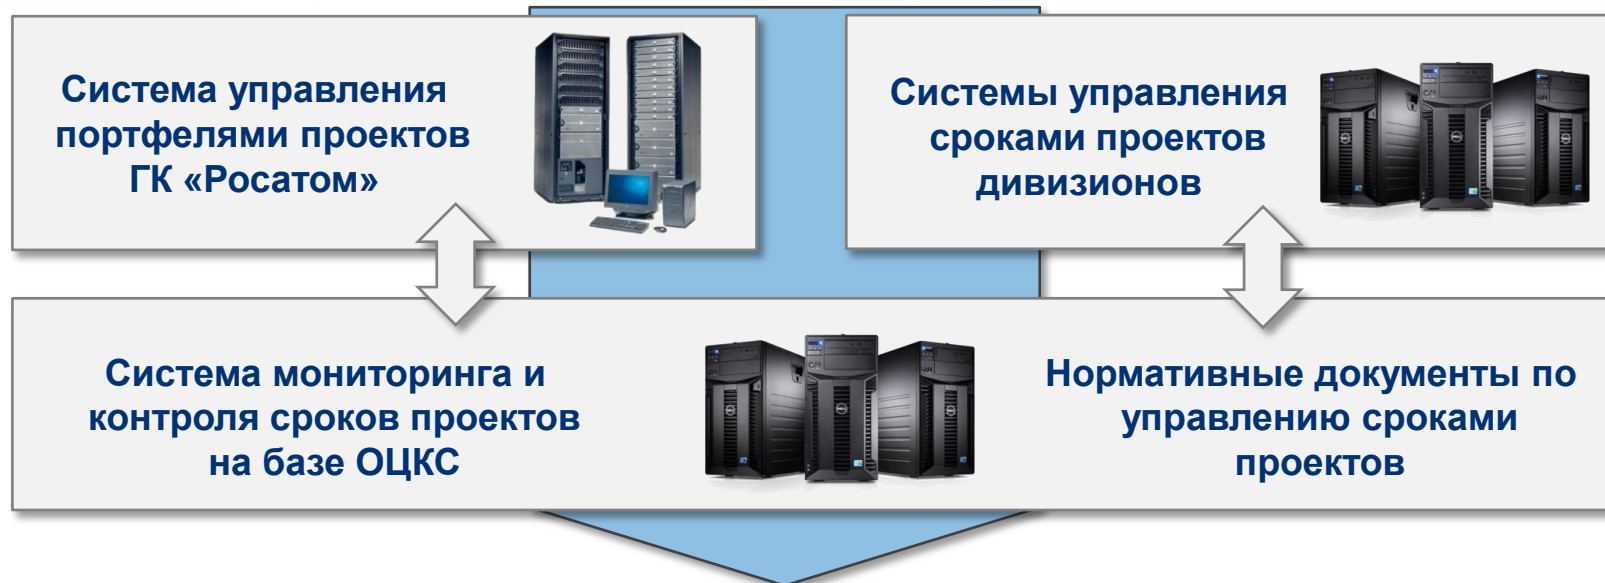 Система управления
портфелями проектов
ГК «Росатом»
Системы управления
сроками проектов
дивизионов
Система мониторинга и
контроля сроков проектов
на базе ОЦКС
Нормативные документы по
управлению сроками
проектов